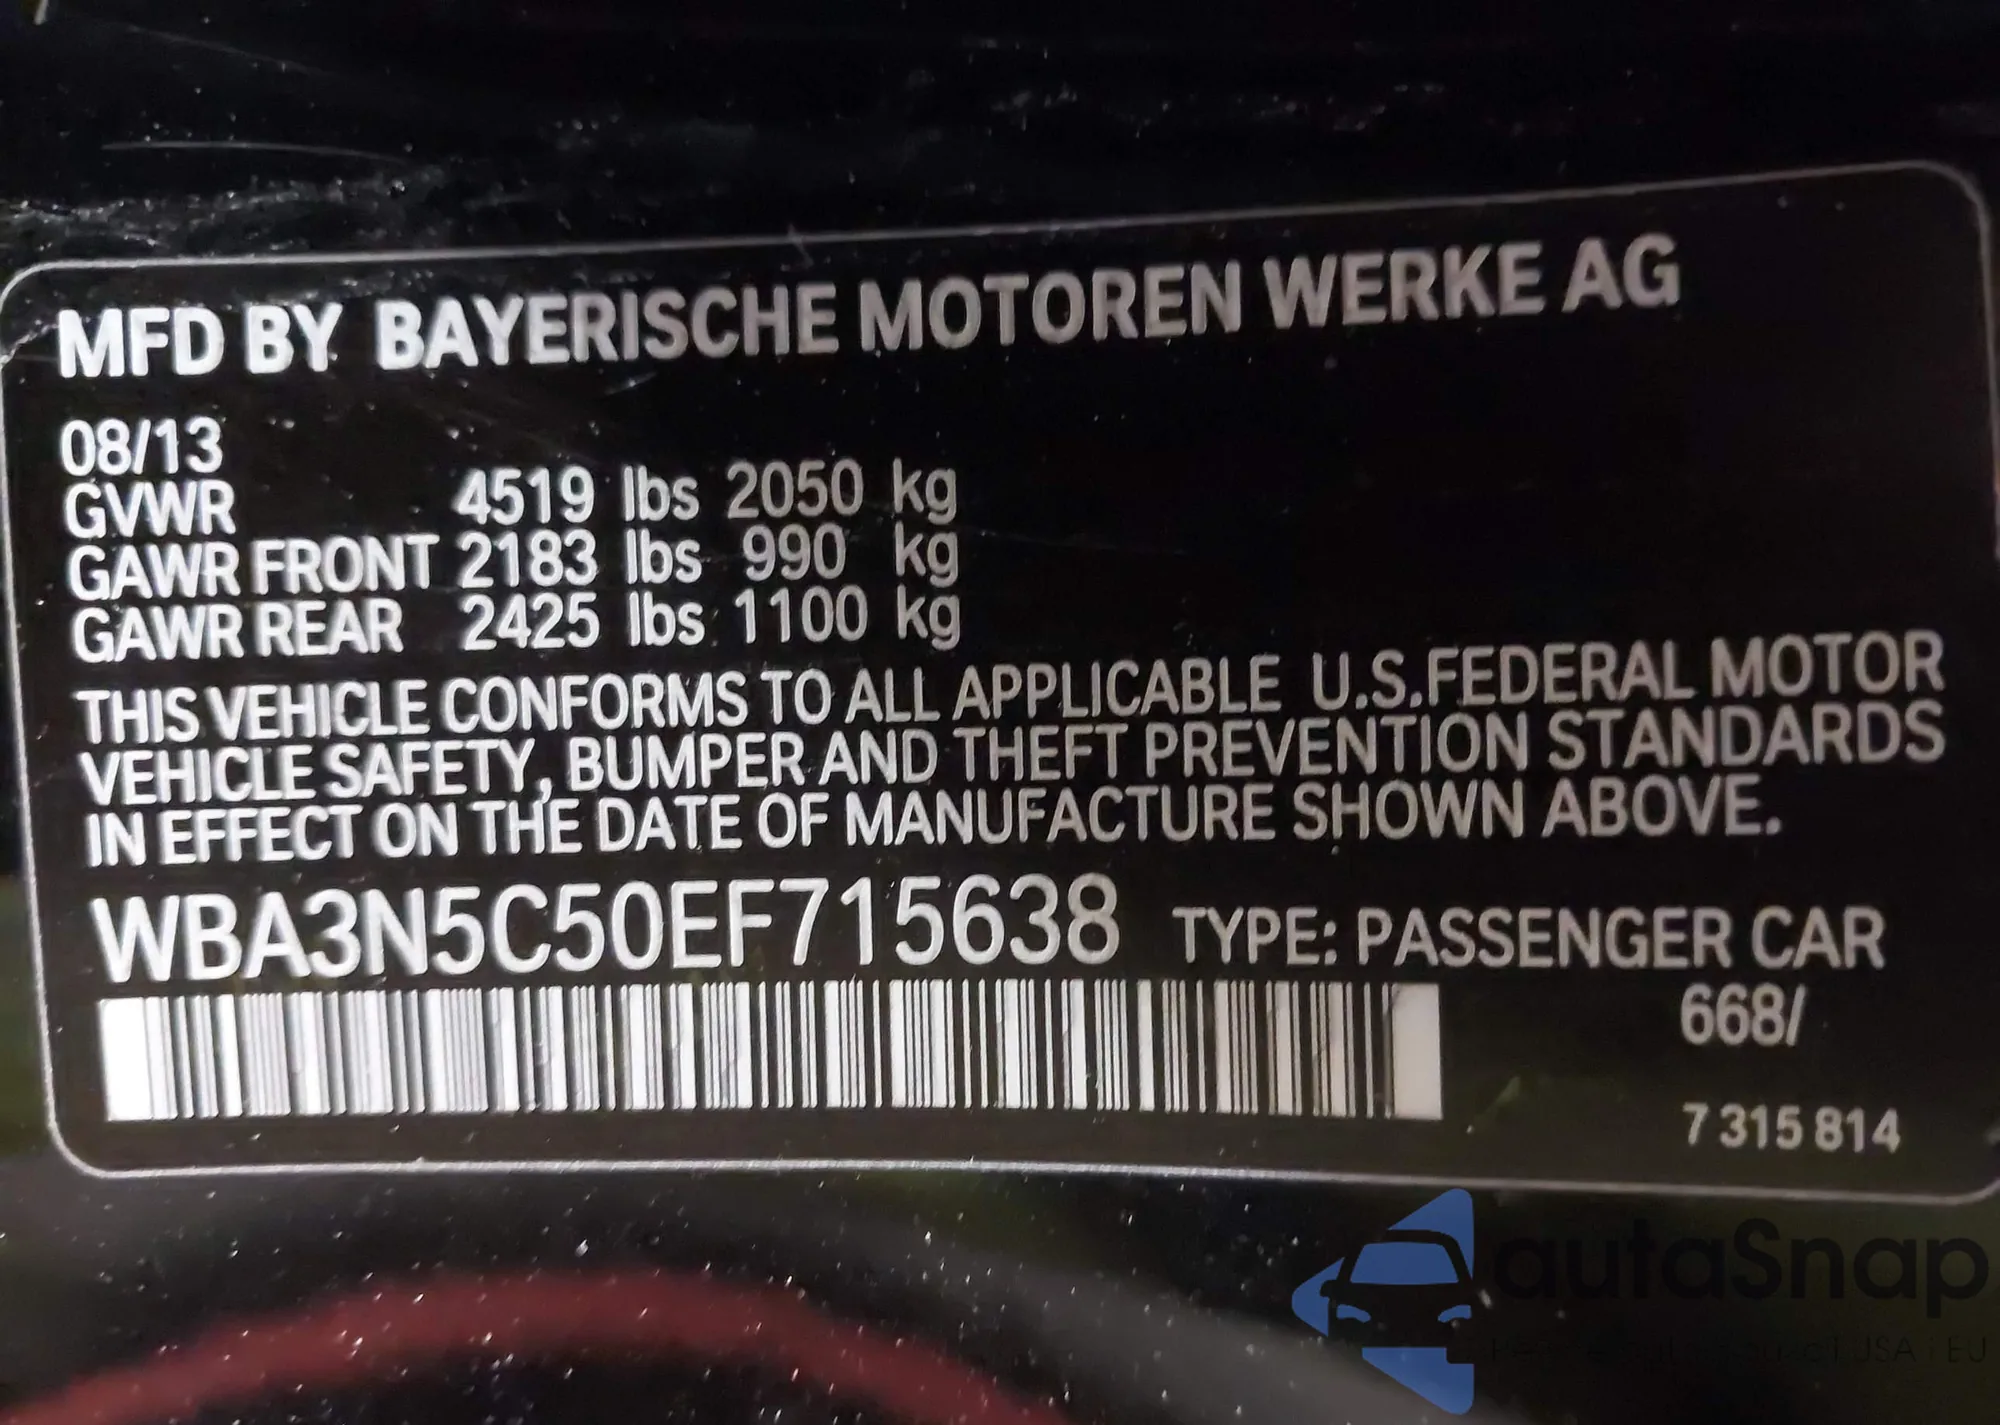 MFD BY BAYERISCHE MOTOREN WERKE AG
08/13
GVWR 4519 lbs 2050 kg
GAWR FRONT 2183 lbs 990 kg
GAWR REAR 2425 lbs 1100 kg
THIS VEHICLE CONFORMS TO ALL APPLICABLE U.S.FEDERAL MOTOR
VEHICLE SAFETY, BUMPER AND THEFT PREVENTION STANDARDS
IN EFFECT ON THE DATE OF MANUFACTURE SHOWN ABOVE.
WBA3N5C50EF715638 TYPE: PASSENGER CAR
668/
7 315 814
autaSnap
USA i EU